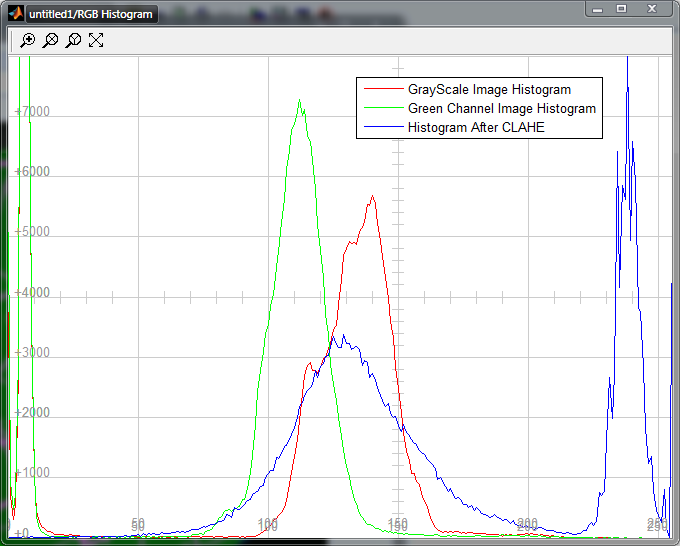 untitled1/RGB Histogram
GrayScale Image Histogram
Green Channel Image Histogram
Histogram After CLAHE
+7000
+6000
+5000
+4000
+3000
+2000
+1000
+0
50 100 150 200 250